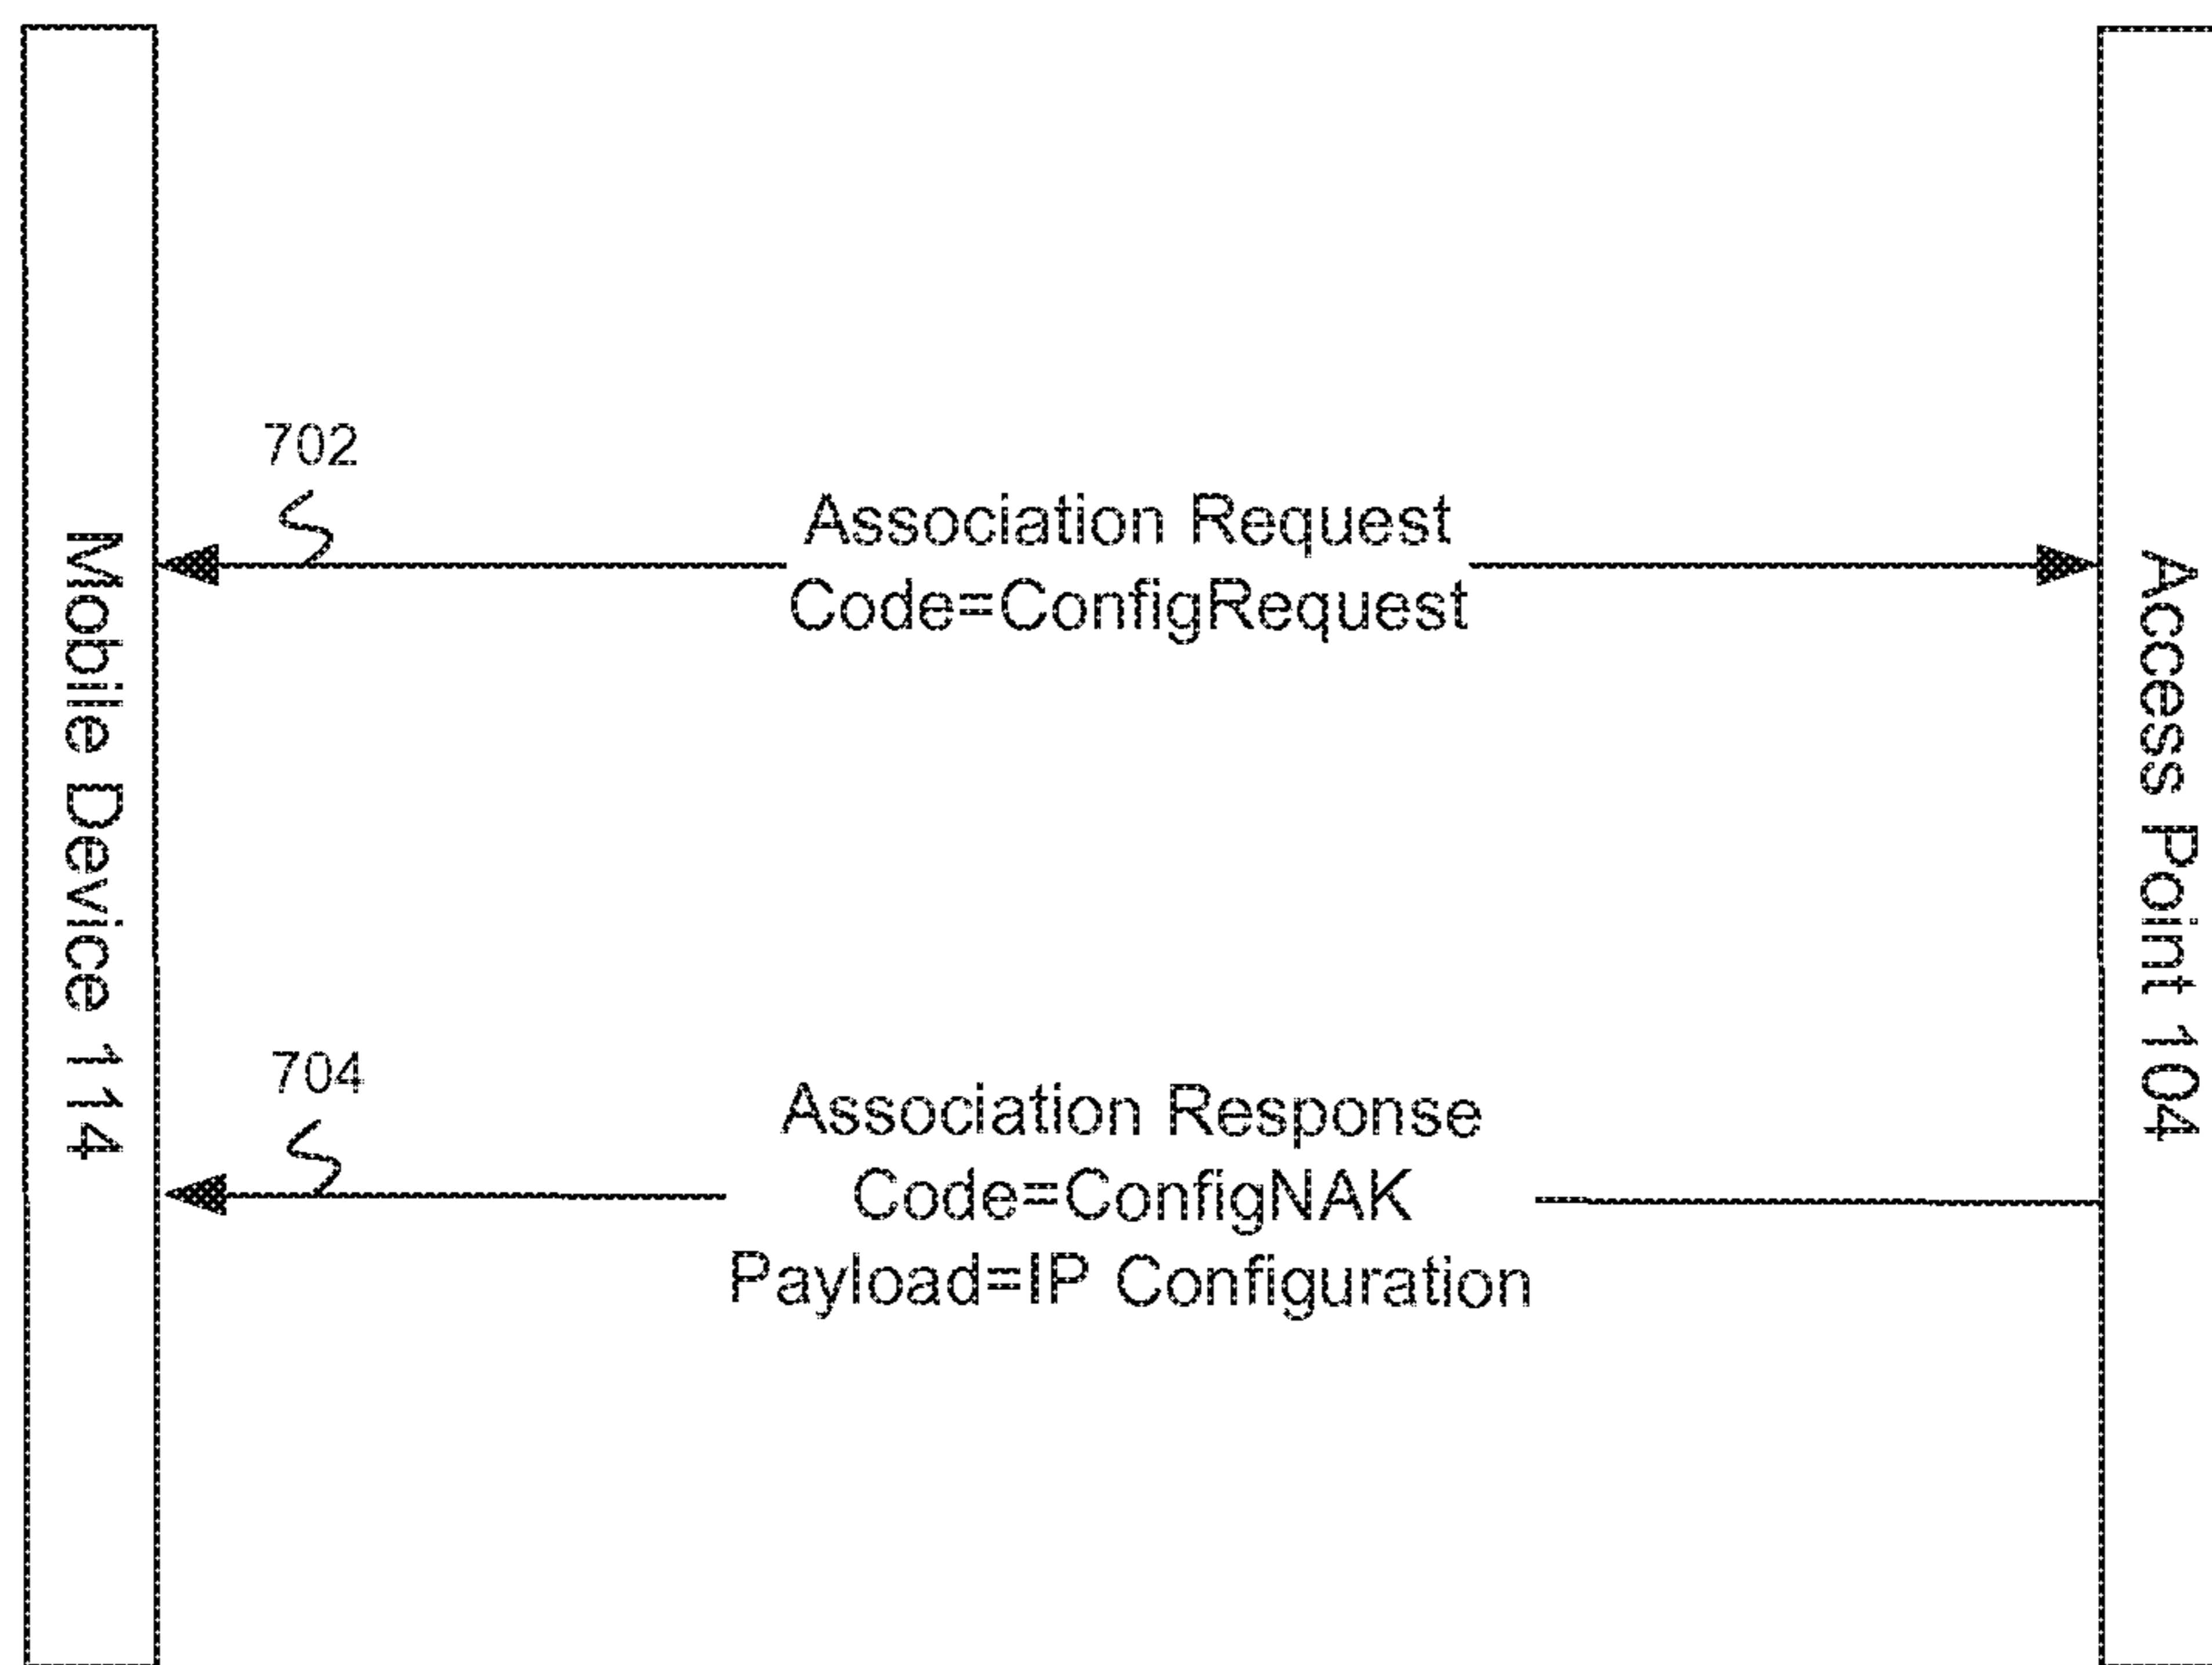 702
Association Request
Code=ConfigRequest
Mobile Device 114
Access Point 104
704
Association Response
Code=ConfigNAK
Payload=IP Configuration